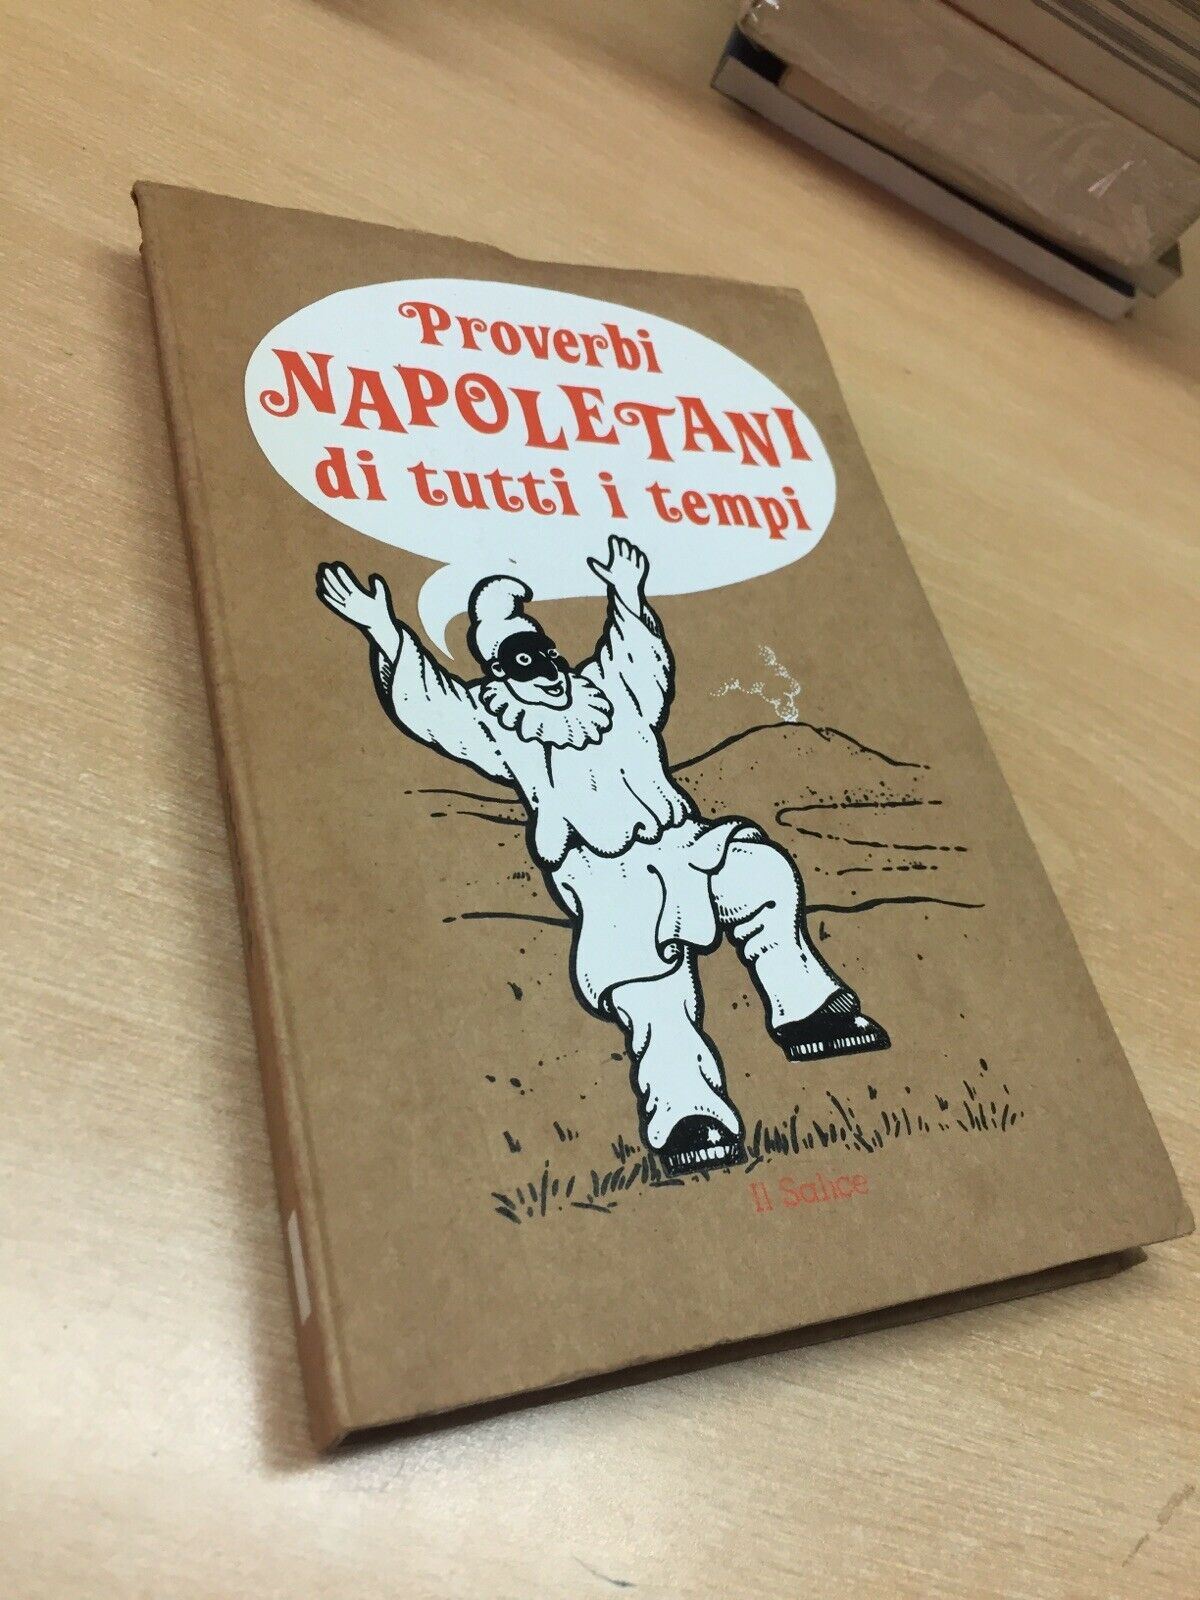 Proverbi
NAPOLETANI
di tutti i tempi
Il Salice